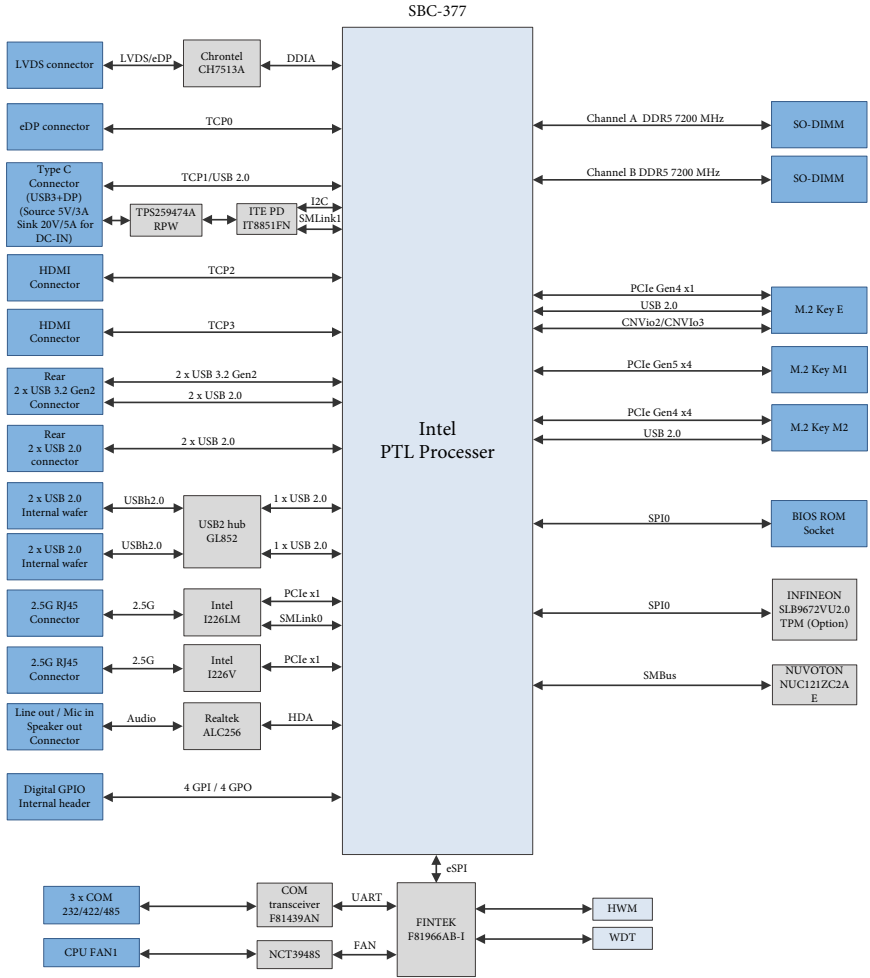 SBC-377
LVDS connector
LVDS/eDP
Chrontel
CH7513A
DDIA
eDP connector
TCP0
Type C
Connector
(USB3+DP)
(Source 5V/3A
Sink 20V/5A for
DC-IN)
TCP1/USB 2.0
TPS259474A
RPW
ITE PD
IT8851FN
I2C
SMLink1
HDMI
Connector
TCP2
HDMI
Connector
TCP3
Rear
2 x USB 3.2 Gen2
Connector
2 x USB 3.2 Gen2
2 x USB 2.0
Rear
2 x USB 2.0
connector
2 x USB 2.0
2 x USB 2.0
Internal wafer
USBh2.0
USB2 hub
GL852
1 x USB 2.0
2 x USB 2.0
Internal wafer
USBh2.0
1 x USB 2.0
2.5G RJ45
Connector
2.5G
Intel
I226LM
PCIe x1
SMLink0
2.5G RJ45
Connector
2.5G
Intel
I226V
PCIe x1
Line out / Mic in
Speaker out
Connector
Audio
Realtek
ALC256
HDA
Digital GPIO
Internal header
4 GPI / 4 GPO
Intel
PTL Processer
Channel A DDR5 7200 MHz
SO-DIMM
Channel B DDR5 7200 MHz
SO-DIMM
PCIe Gen4 x1
USB 2.0
CNVio2/CNVIo3
M.2 Key E
PCIe Gen5 x4
M.2 Key M1
PCIe Gen4 x4
USB 2.0
M.2 Key M2
SPI0
BIOS ROM
Socket
SPI0
INFINEON
SLB9672VU2.0
TPM (Option)
SMBus
NUVOTON
NUC121ZC2A
E
eSPI
3 x COM
232/422/485
COM
transceiver
F81439AN
UART
FINTEK
F81966AB-I
HWM
WDT
CPU FAN1
NCT3948S
FAN